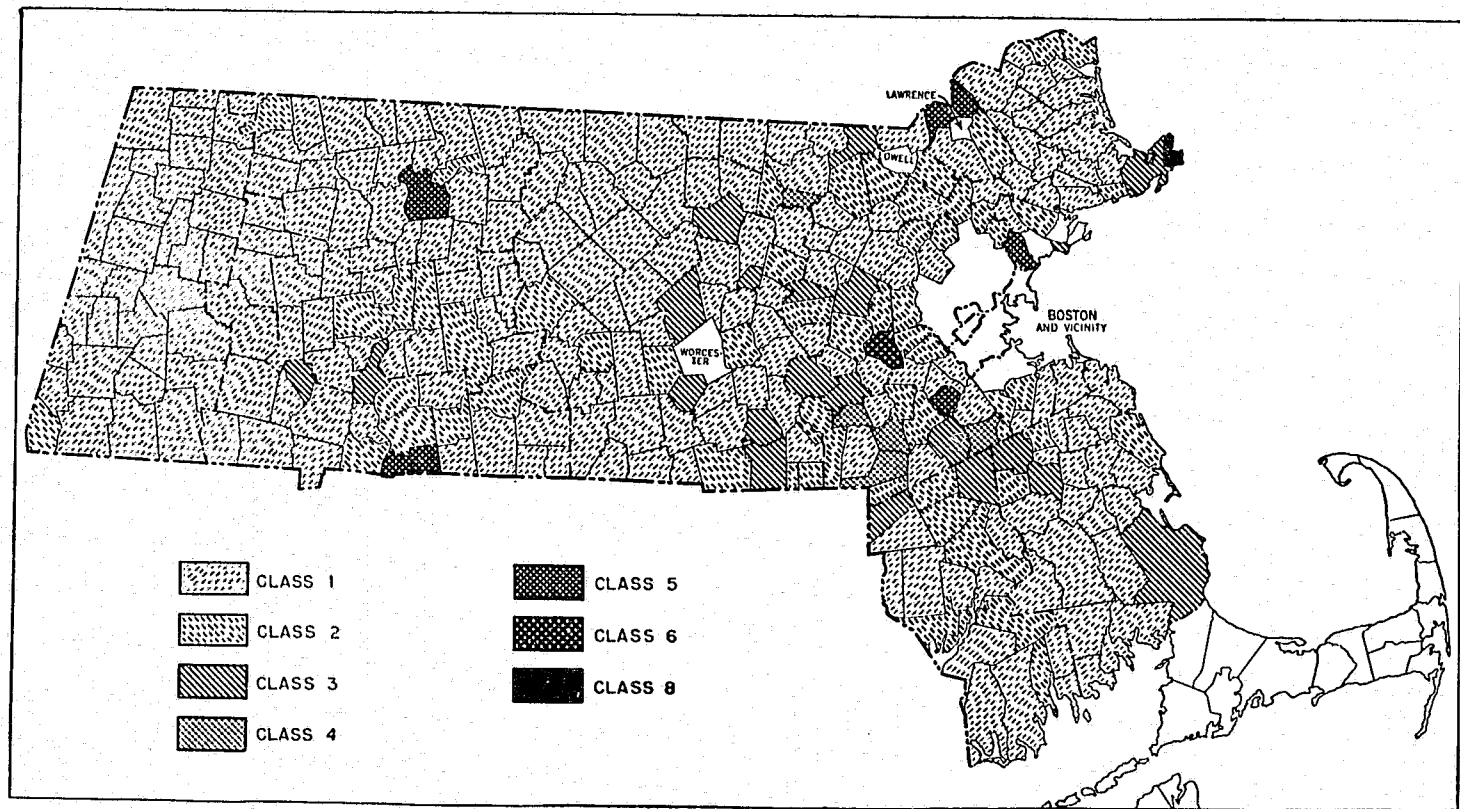 LAWRENCE
OWELL
BOSTON
AND VICINITY
WORCES-
TER
CLASS 1
CLASS 2
CLASS 3
CLASS 4
CLASS 5
CLASS 6
CLASS 8